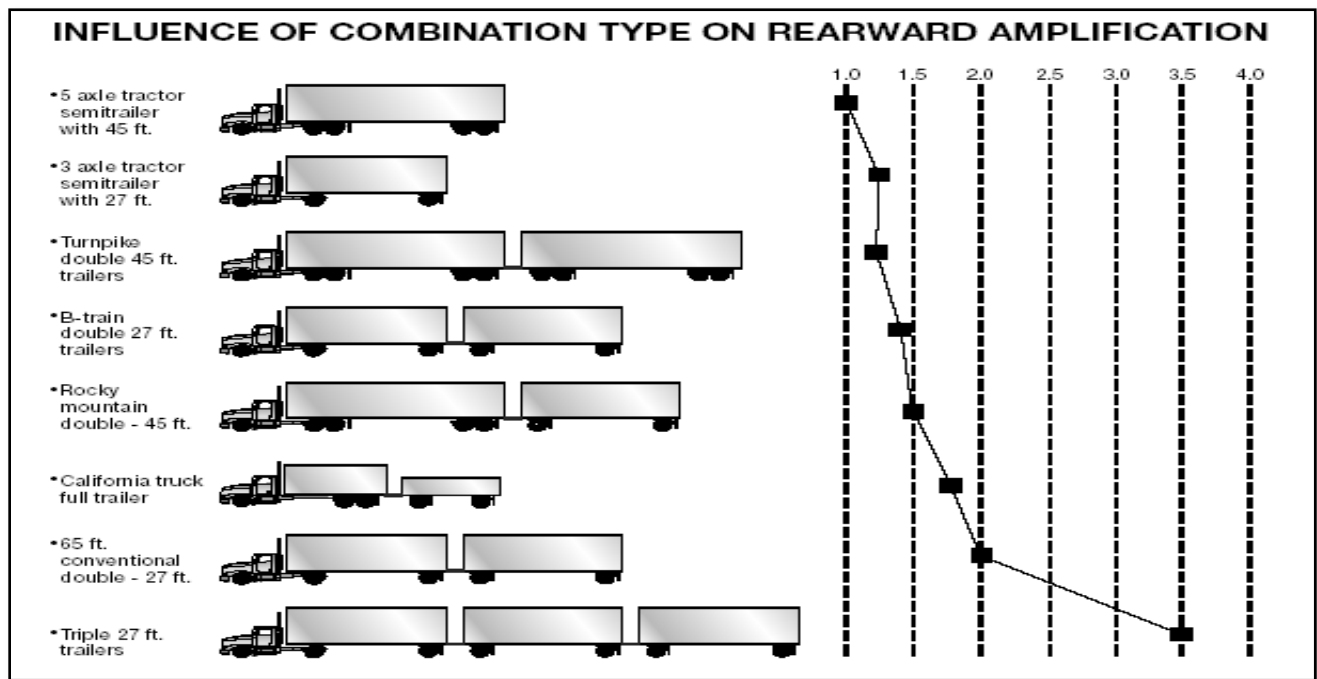 INFLUENCE OF COMBINATION TYPE ON REARWARD AMPLIFICATION
1.0 1.5 2.0 2.5 3.0 3.5 4.0
•5 axle tractor
semitrailer
with 45 ft.
•3 axle tractor
semitrailer
with 27 ft.
•Turnpike
double 45 ft.
trailers
•B-train
double 27 ft.
trailers
•Rocky
mountain
double - 45 ft.
•California truck
full trailer
•65 ft.
conventional
double - 27 ft.
•Triple 27 ft.
trailers